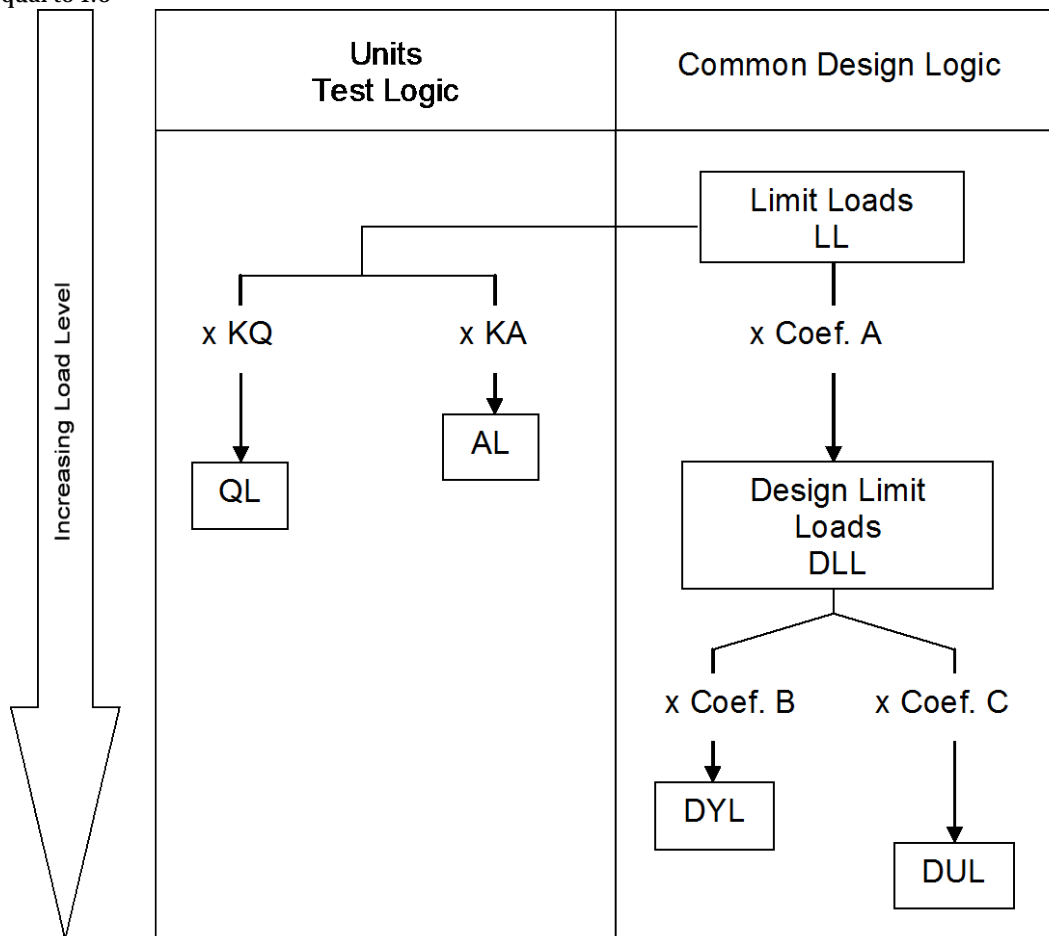 equal to 1.0
Units
Test Logic
Common Design Logic
Increasing Load Level
Limit Loads
LL
x KQ
x KA
x Coef. A
QL
AL
Design Limit
Loads
DLL
x Coef. B
x Coef. C
DYL
DUL